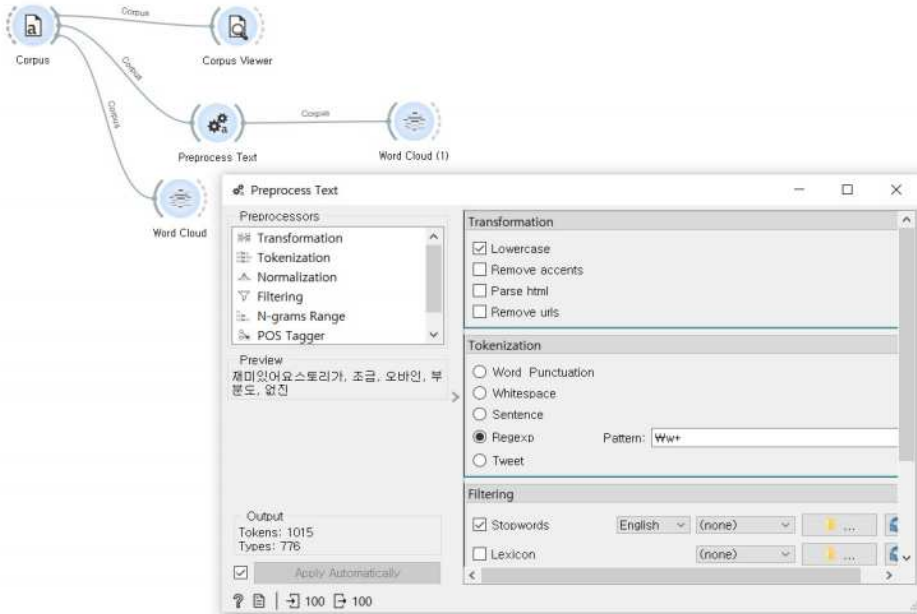 Corpus
Corpus
Corpus Viewer
Corpus
Corpus
Corpus
Preprocess Text
Word Cloud (1)
Word Cloud
Preprocess Text
Preprocessors
Transformation
Tokenization
Normalization
Filtering
N-grams Range
POS Tagger
Preview
재미있어요스토리가, 조금, 오바인, 부
분도, 없진
Output
Tokens: 1015
Types: 776
Apply Automatically
? 100 100
Transformation
Lowercase
Remove accents
Parse html
Remove urls
Tokenization
Word Punctuation
Whitespace
Sentence
Regexp Pattern: ₩w+
Tweet
Filtering
Stopwords English (none) ...
Lexicon (none) ...